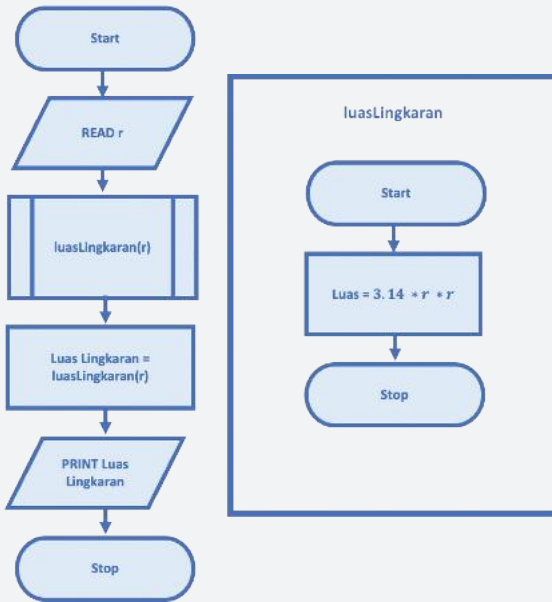 Start
READ r
luasLingkaran(r)
Luas Lingkaran =
luasLingkaran(r)
PRINT Luas
Lingkaran
Stop
luasLingkaran
Start
Luas = 3.14 * r * r
Stop